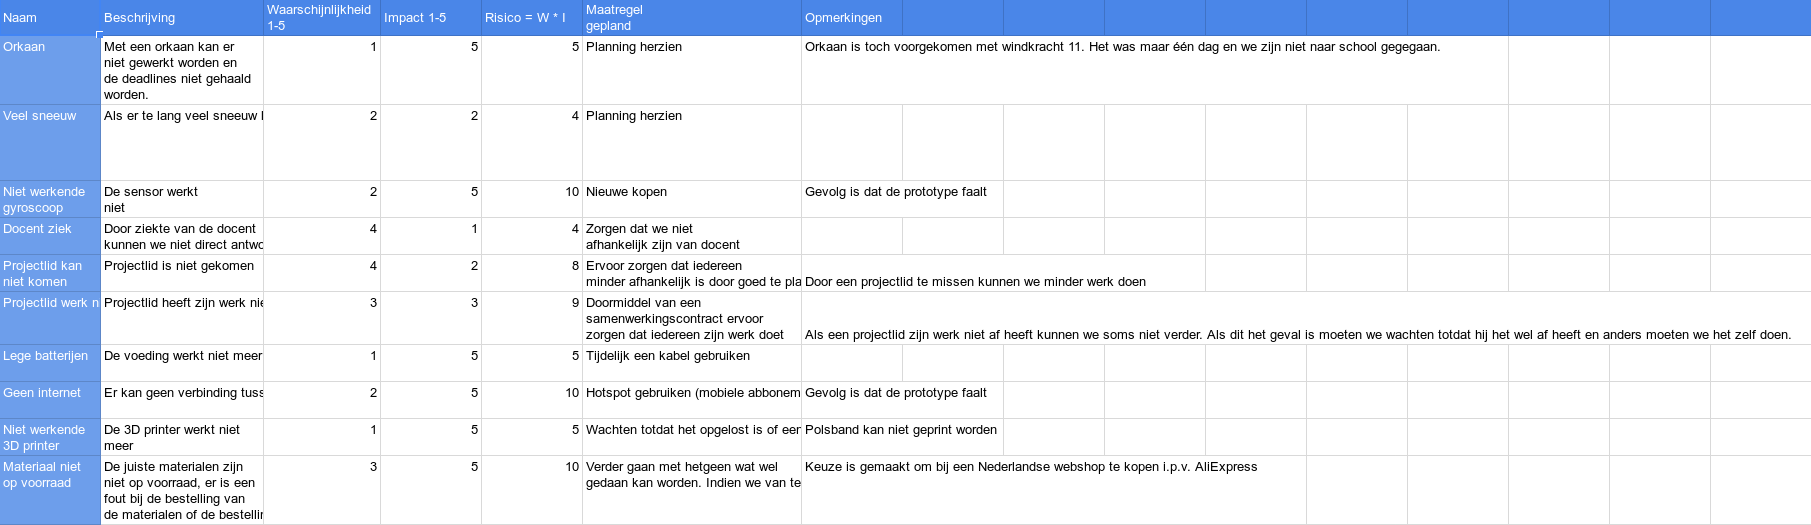 Naam Beschrijving Waarschijnlijkheid 1-5 Impact 1-5 Risico = W * I Maatregel gepland Opmerkingen
Orkaan
Met een orkaan kan er
niet gewerkt worden en
de deadlines niet gehaald
worden.
1 5 5 Planning herzien
Orkaan is toch voorgekomen met windkracht 11. Het was maar één dag en we zijn niet naar school gegegaan.
Veel sneeuw
Als er te lang veel sneeuw
2 2 4 Planning herzien
Niet werkende
gyroscoop
De sensor werkt
niet
2 5 10 Nieuwe kopen
Gevolg is dat de prototype faalt
Docent ziek
Door ziekte van de docent
kunnen we niet direct antwo
4 1 4 Zorgen dat we niet
afhankelijk zijn van docent
Projectlid kan
niet komen
Projectlid is niet gekomen
4 2 8 Ervoor zorgen dat iedereen
minder afhankelijk is door goed te pla
Door een projectlid te missen kunnen we minder werk doen
Projectlid werk n
Projectlid heeft zijn werk nie
3 3 9 Doormiddel van een
samenwerkingscontract ervoor
zorgen dat iedereen zijn werk doet
Als een projectlid zijn werk niet af heeft kunnen we soms niet verder. Als dit het geval is moeten we wachten totdat hij het wel af heeft en anders moeten we het zelf doen.
Lege batterijen
De voeding werkt niet meer
1 5 5 Tijdelijk een kabel gebruiken
Geen internet
Er kan geen verbinding tuss
2 5 10 Hotspot gebruiken (mobiele abbonem
Gevolg is dat de prototype faalt
Niet werkende
3D printer
De 3D printer werkt niet
meer
1 5 5 Wachten totdat het opgelost is of een
Polsband kan niet geprint worden
Materiaal niet
op voorraad
De juiste materialen zijn
niet op voorraad, er is een
fout bij de bestelling van
de materialen of de bestellin
3 5 10 Verder gaan met hetgeen wat wel
gedaan kan worden. Indien we van te
Keuze is gemaakt om bij een Nederlandse webshop te kopen i.p.v. AliExpress